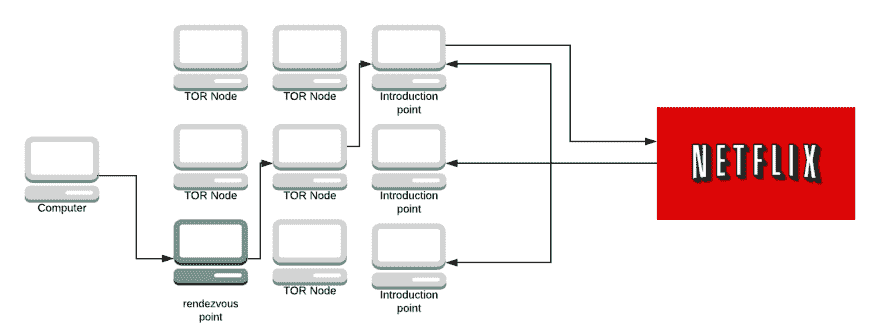 TOR Node
TOR Node
Introduction
point
TOR Node
TOR Node
Introduction
point
NETFLIX
Computer
rendezvous
point
TOR Node
Introduction
point